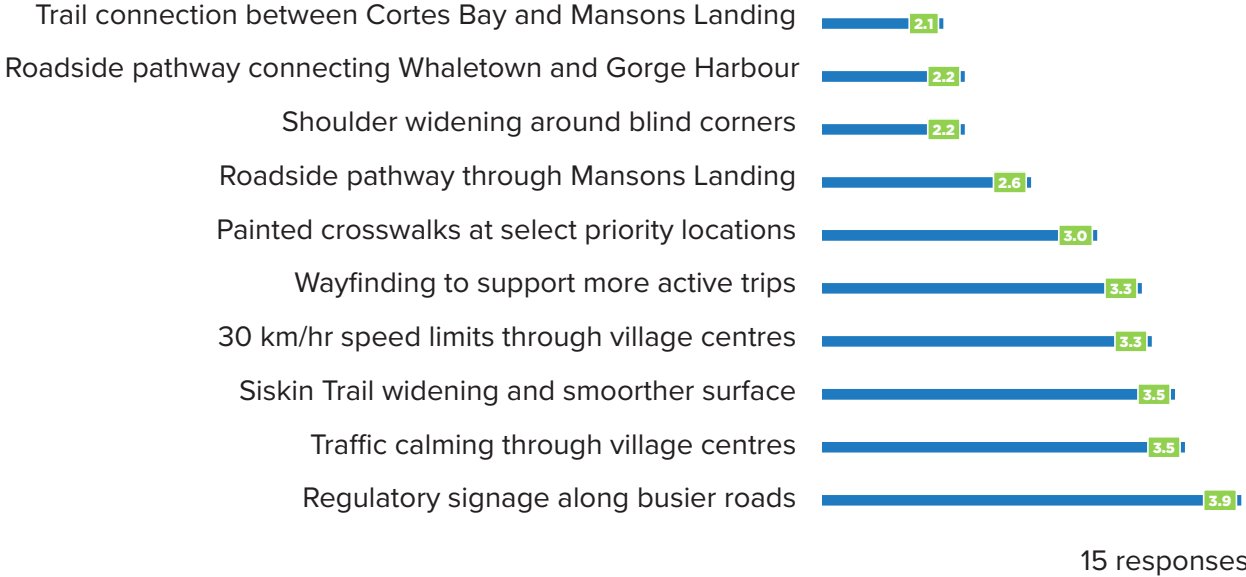 Trail connection between Cortes Bay and Mansons Landing 2.1
Roadside pathway connecting Whaletown and Gorge Harbour 2.2
Shoulder widening around blind corners 2.2
Roadside pathway through Mansons Landing 2.6
Painted crosswalks at select priority locations 3.0
Wayfinding to support more active trips 3.3
30 km/hr speed limits through village centres 3.3
Siskin Trail widening and smoorther surface 3.5
Traffic calming through village centres 3.5
Regulatory signage along busier roads 3.9
15 responses